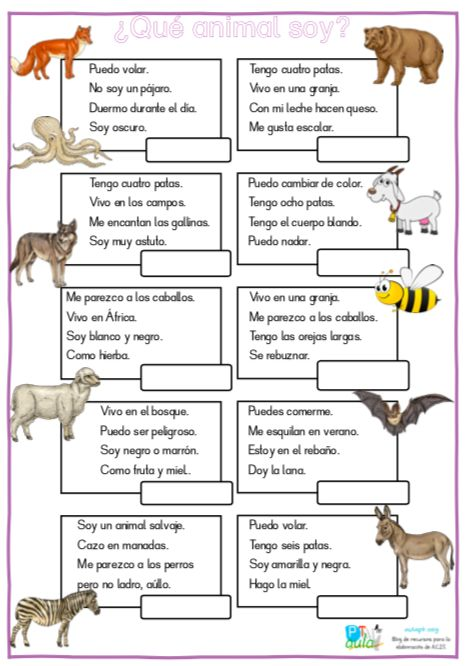 ¿Qué animal soy?
Puedo volar.
No soy un pájaro.
Duermo durante el día.
Soy oscuro.
Tengo cuatro patas.
Vivo en una granja.
Con mi leche hacen queso.
Me gusta escalar.
Tengo cuatro patas.
Vivo en los campos.
Me encantan las gallinas.
Soy muy astuto.
Puedo cambiar de color.
Tengo ocho patas.
Tengo el cuerpo blando.
Puedo nadar.
Me parezco a los caballos.
Vivo en África.
Soy blanco y negro.
Como hierba.
Vivo en una granja.
Me parezco a los caballos.
Tengo las orejas largas.
Se rebuznar.
Vivo en el bosque.
Puedo ser peligroso.
Soy negro o marrón.
Como fruta y miel..
Puedes comerme.
Me esquilan en verano.
Estoy en el rebaño.
Doy la lana.
Soy un animal salvaje.
Cazo en manadas.
Me parezco a los perros
pero no ladro, aúllo.
Puedo volar.
Tengo seis patas.
Soy amarilla y negra.
Hago la miel.
PT
aula
aulapt.org
Blog de recursos para la
elaboración de ACIS